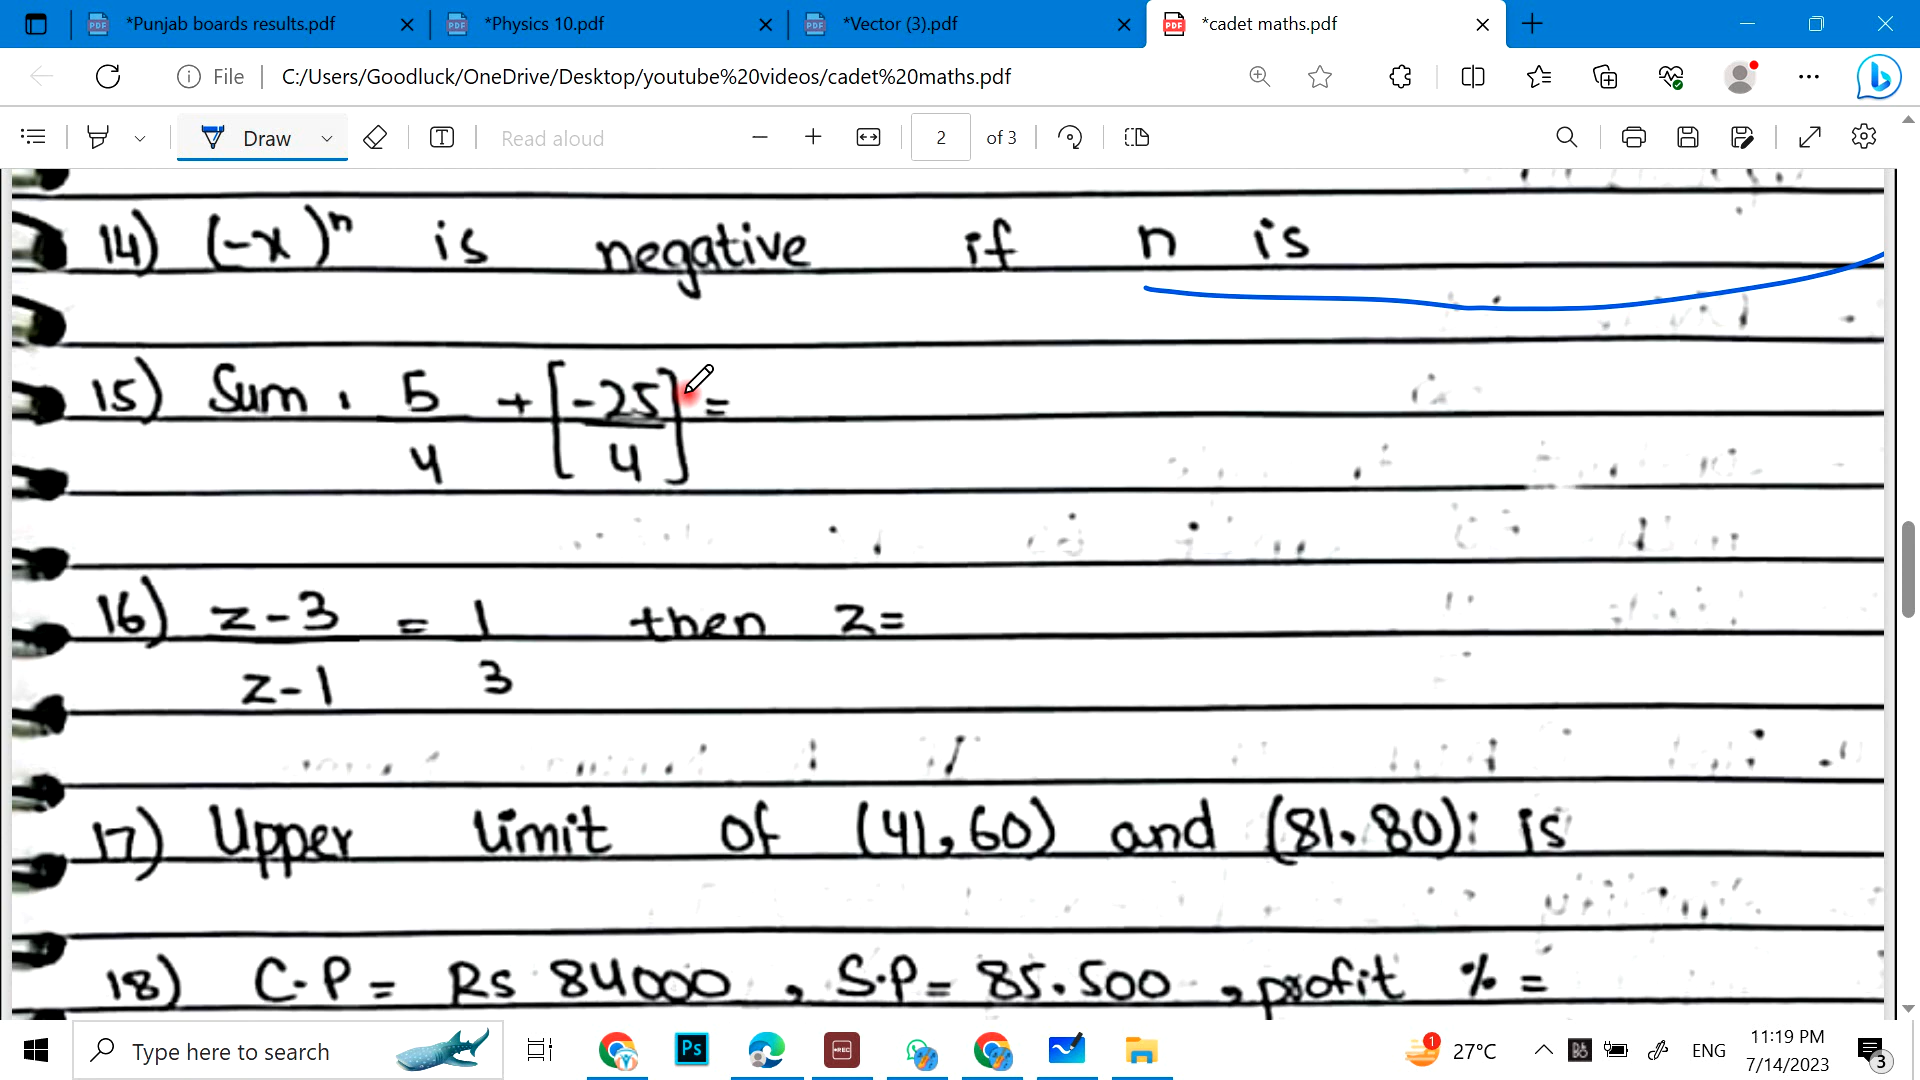 *Punjab boards results.pdf *Physics 10.pdf *Vector (3).pdf *cadet maths.pdf
File C:/Users/Goodluck/OneDrive/Desktop/youtube%20videos/cadet%20maths.pdf
Draw Read aloud 2 of 3
14) (-x)ⁿ is negative if n is
15) Sum: 5/4 + [-25/4] =
16) z-3/z-1 = 1/3 then z=
17) Upper limit of (41,60) and (81,80): is
18) C.P = Rs 84000, S.P = 85.500, profit % =
Type here to search 27°C ENG 11:19 PM
7/14/2023